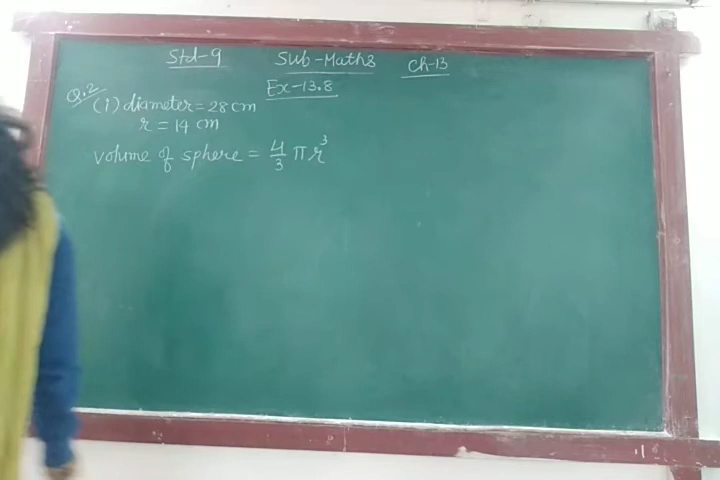 Std-9 Sub-Maths Ch-13
Ex-13.8
Q.2 (i) diameter = 28 cm
r = 14 cm
volume of sphere = 4/3 π r³